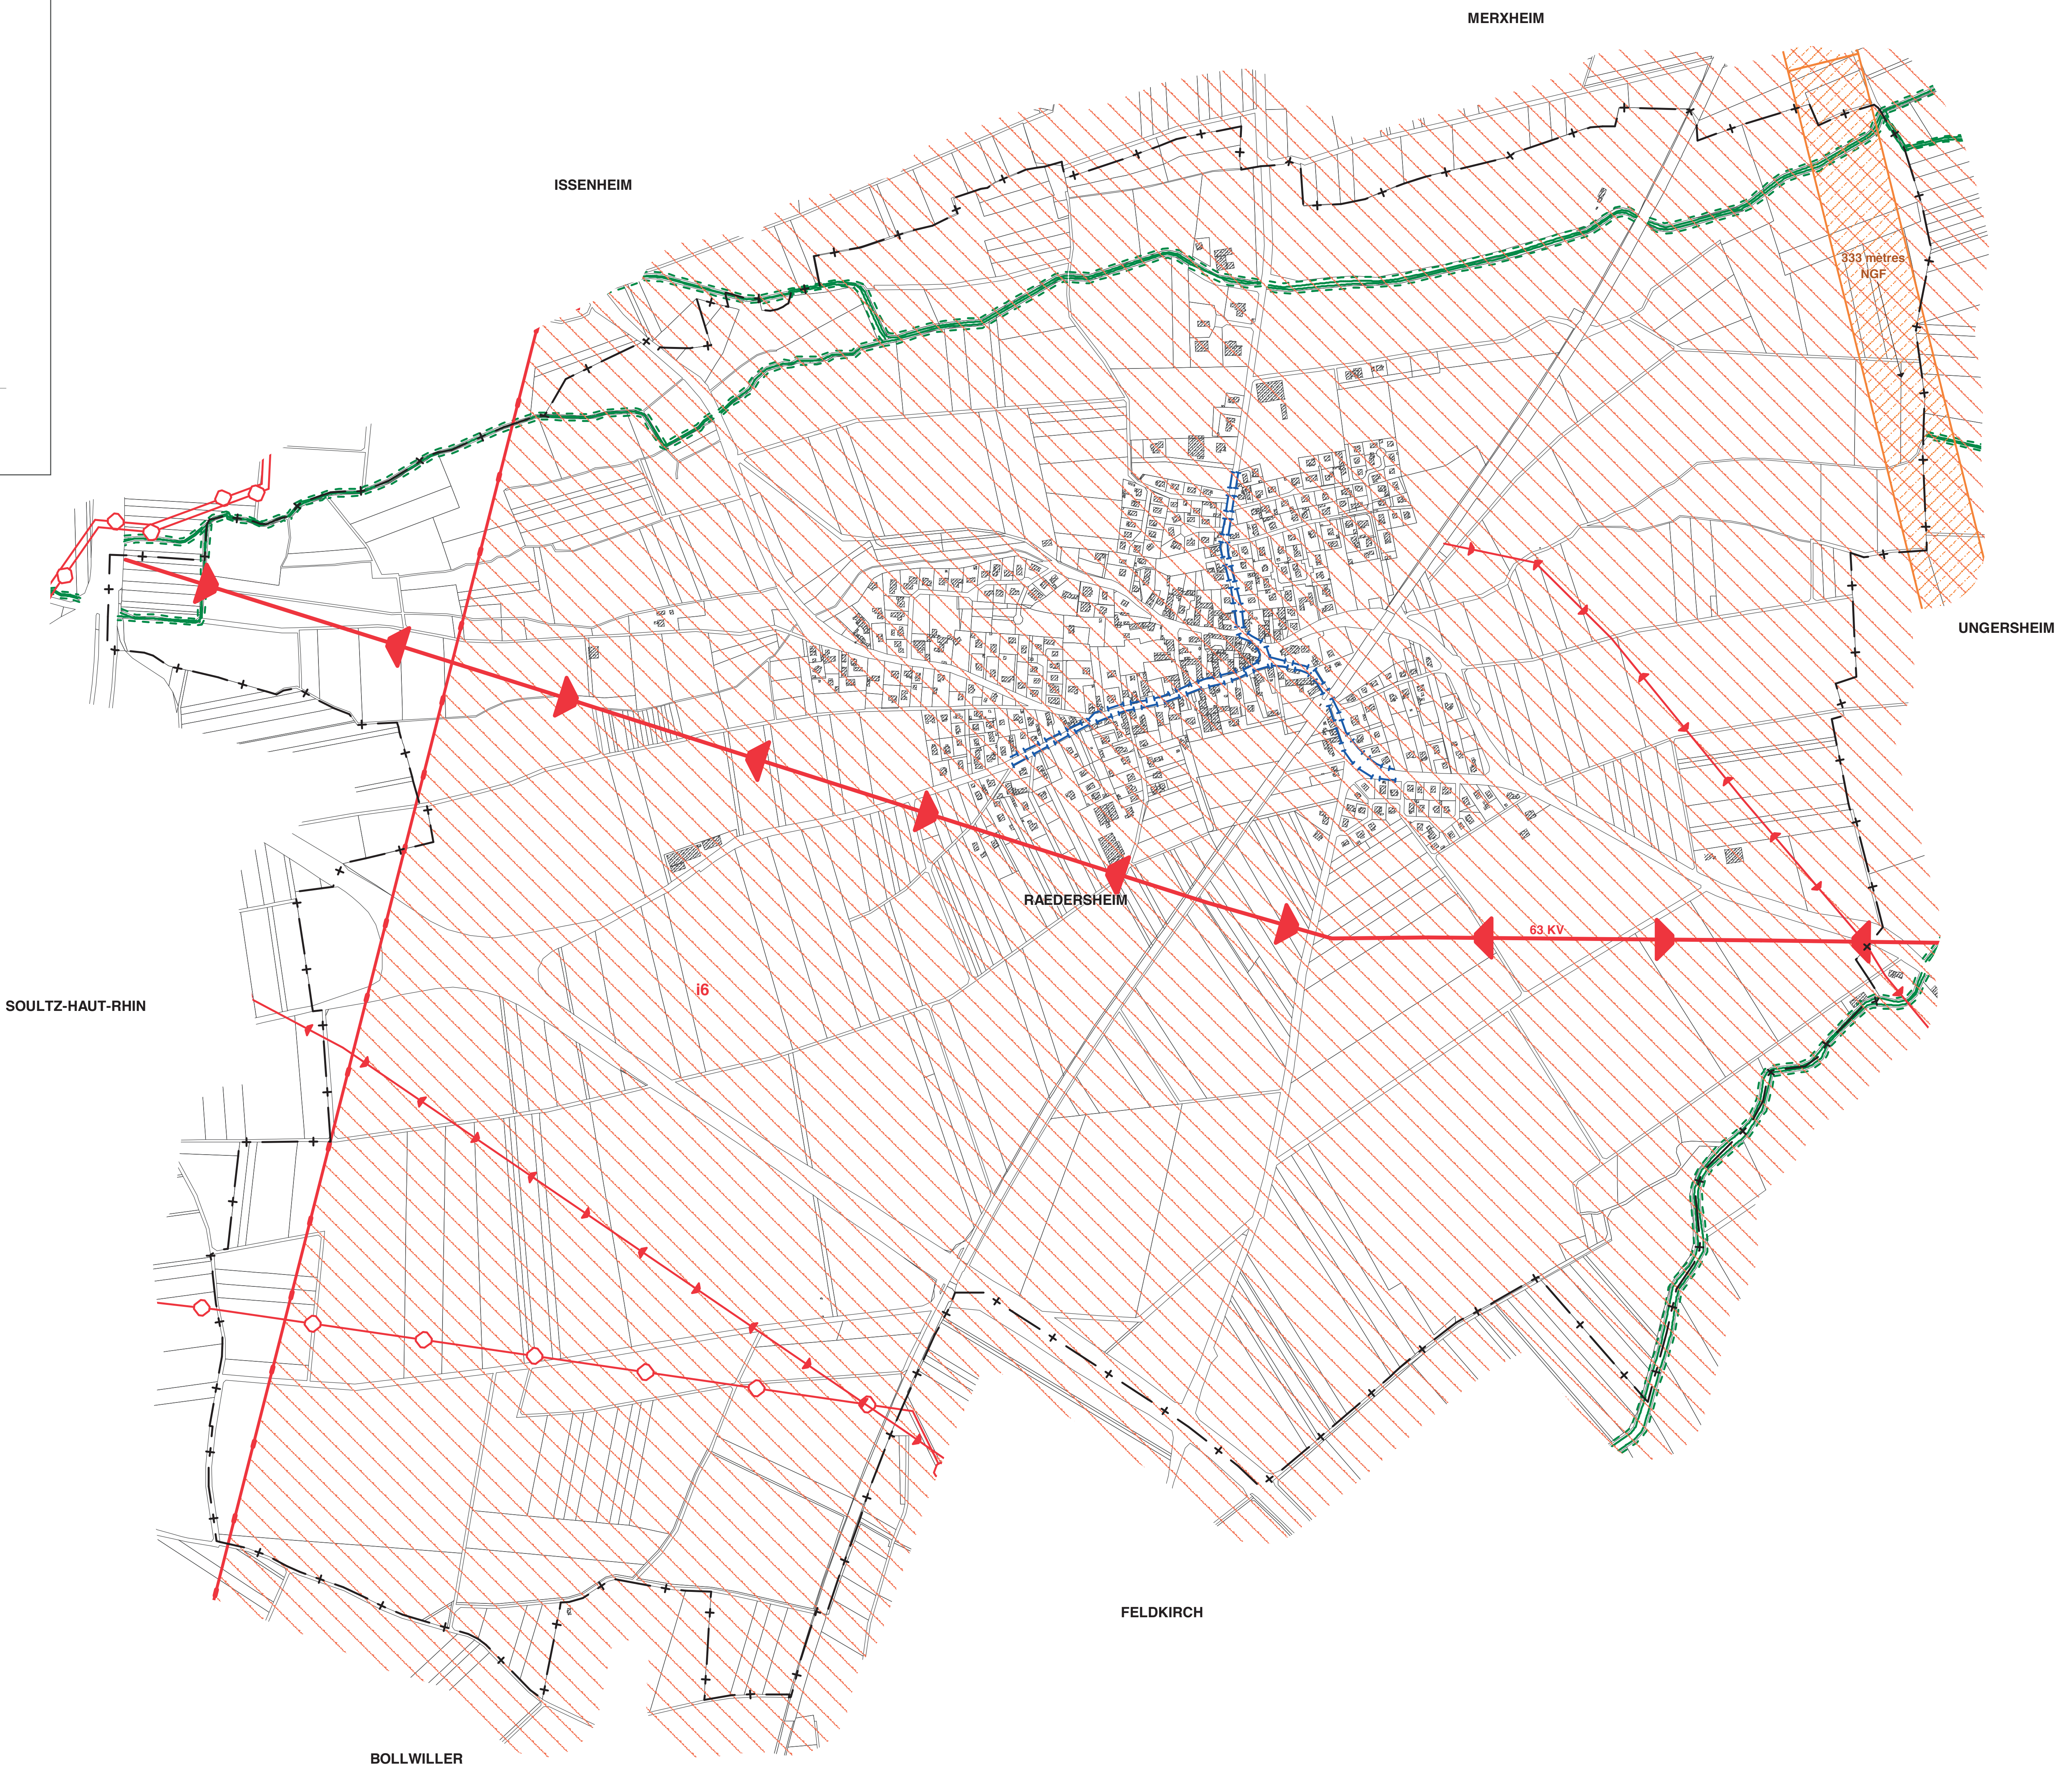 MERXHEIM
ISSENHEIM
333 mètres
NGF
UNGERSHEIM
RAEDERSHEIM
63 KV
i6
SOULTZ-HAUT-RHIN
FELDKIRCH
BOLLWILLER